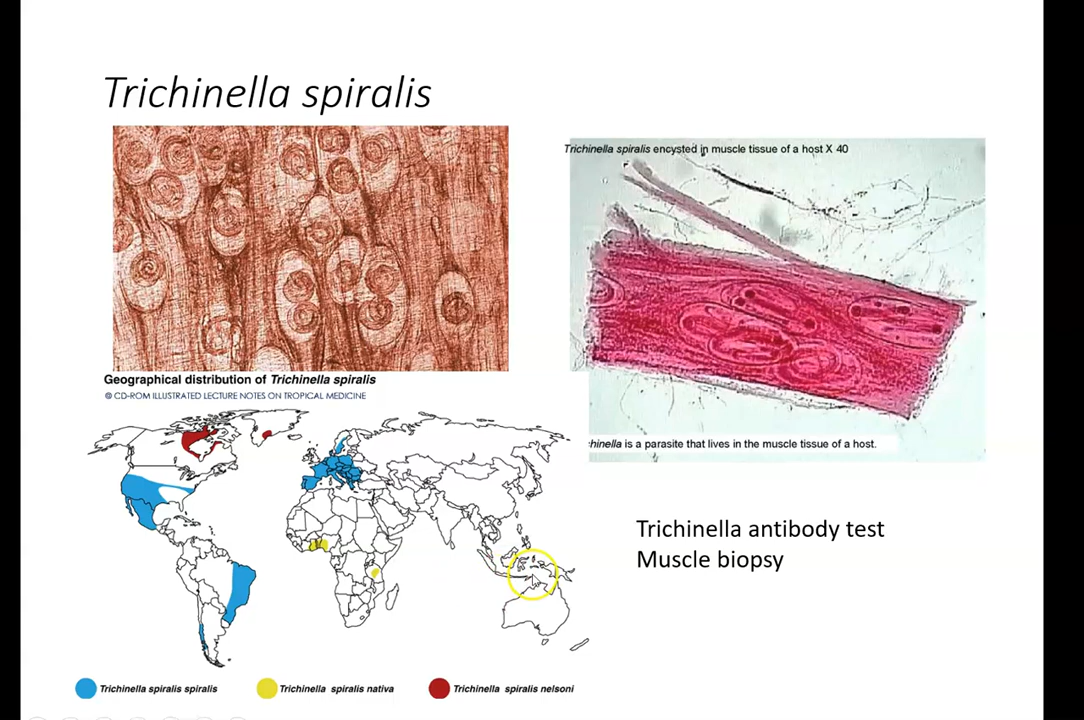 Trichinella spiralis
Trichinella spiralis encysted in muscle tissue of a host X 40
hinella is a parasite that lives in the muscle tissue of a host.
Geographical distribution of Trichinella spiralis
© CD-ROM ILLUSTRATED LECTURE NOTES ON TROPICAL MEDICINE
Trichinella antibody test
Muscle biopsy
Trichinella spiralis spiralis
Trichinella spiralis nativa
Trichinella spiralis nelsoni